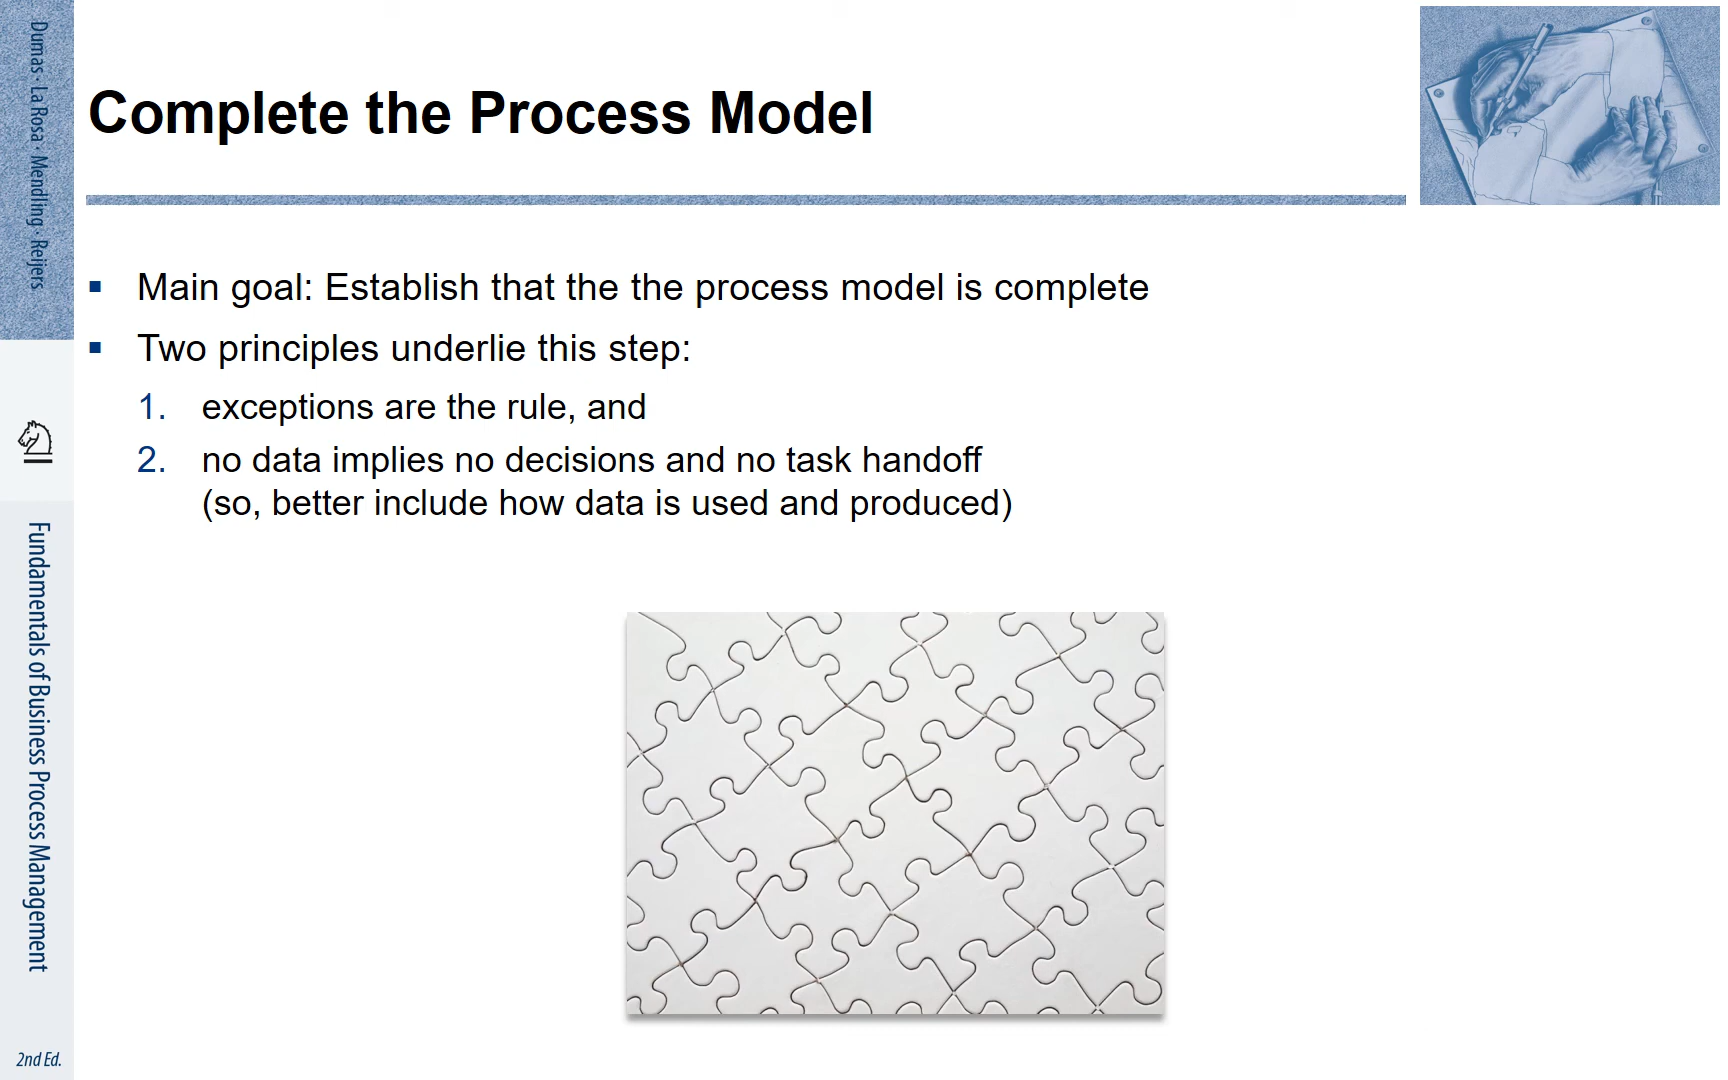 Dumas · La Rosa · Mendling · Reijers
Complete the Process Model
Main goal: Establish that the the process model is complete
Two principles underlie this step:
1. exceptions are the rule, and
2. no data implies no decisions and no task handoff
(so, better include how data is used and produced)
Fundamentals of Business Process Management
2nd Ed.